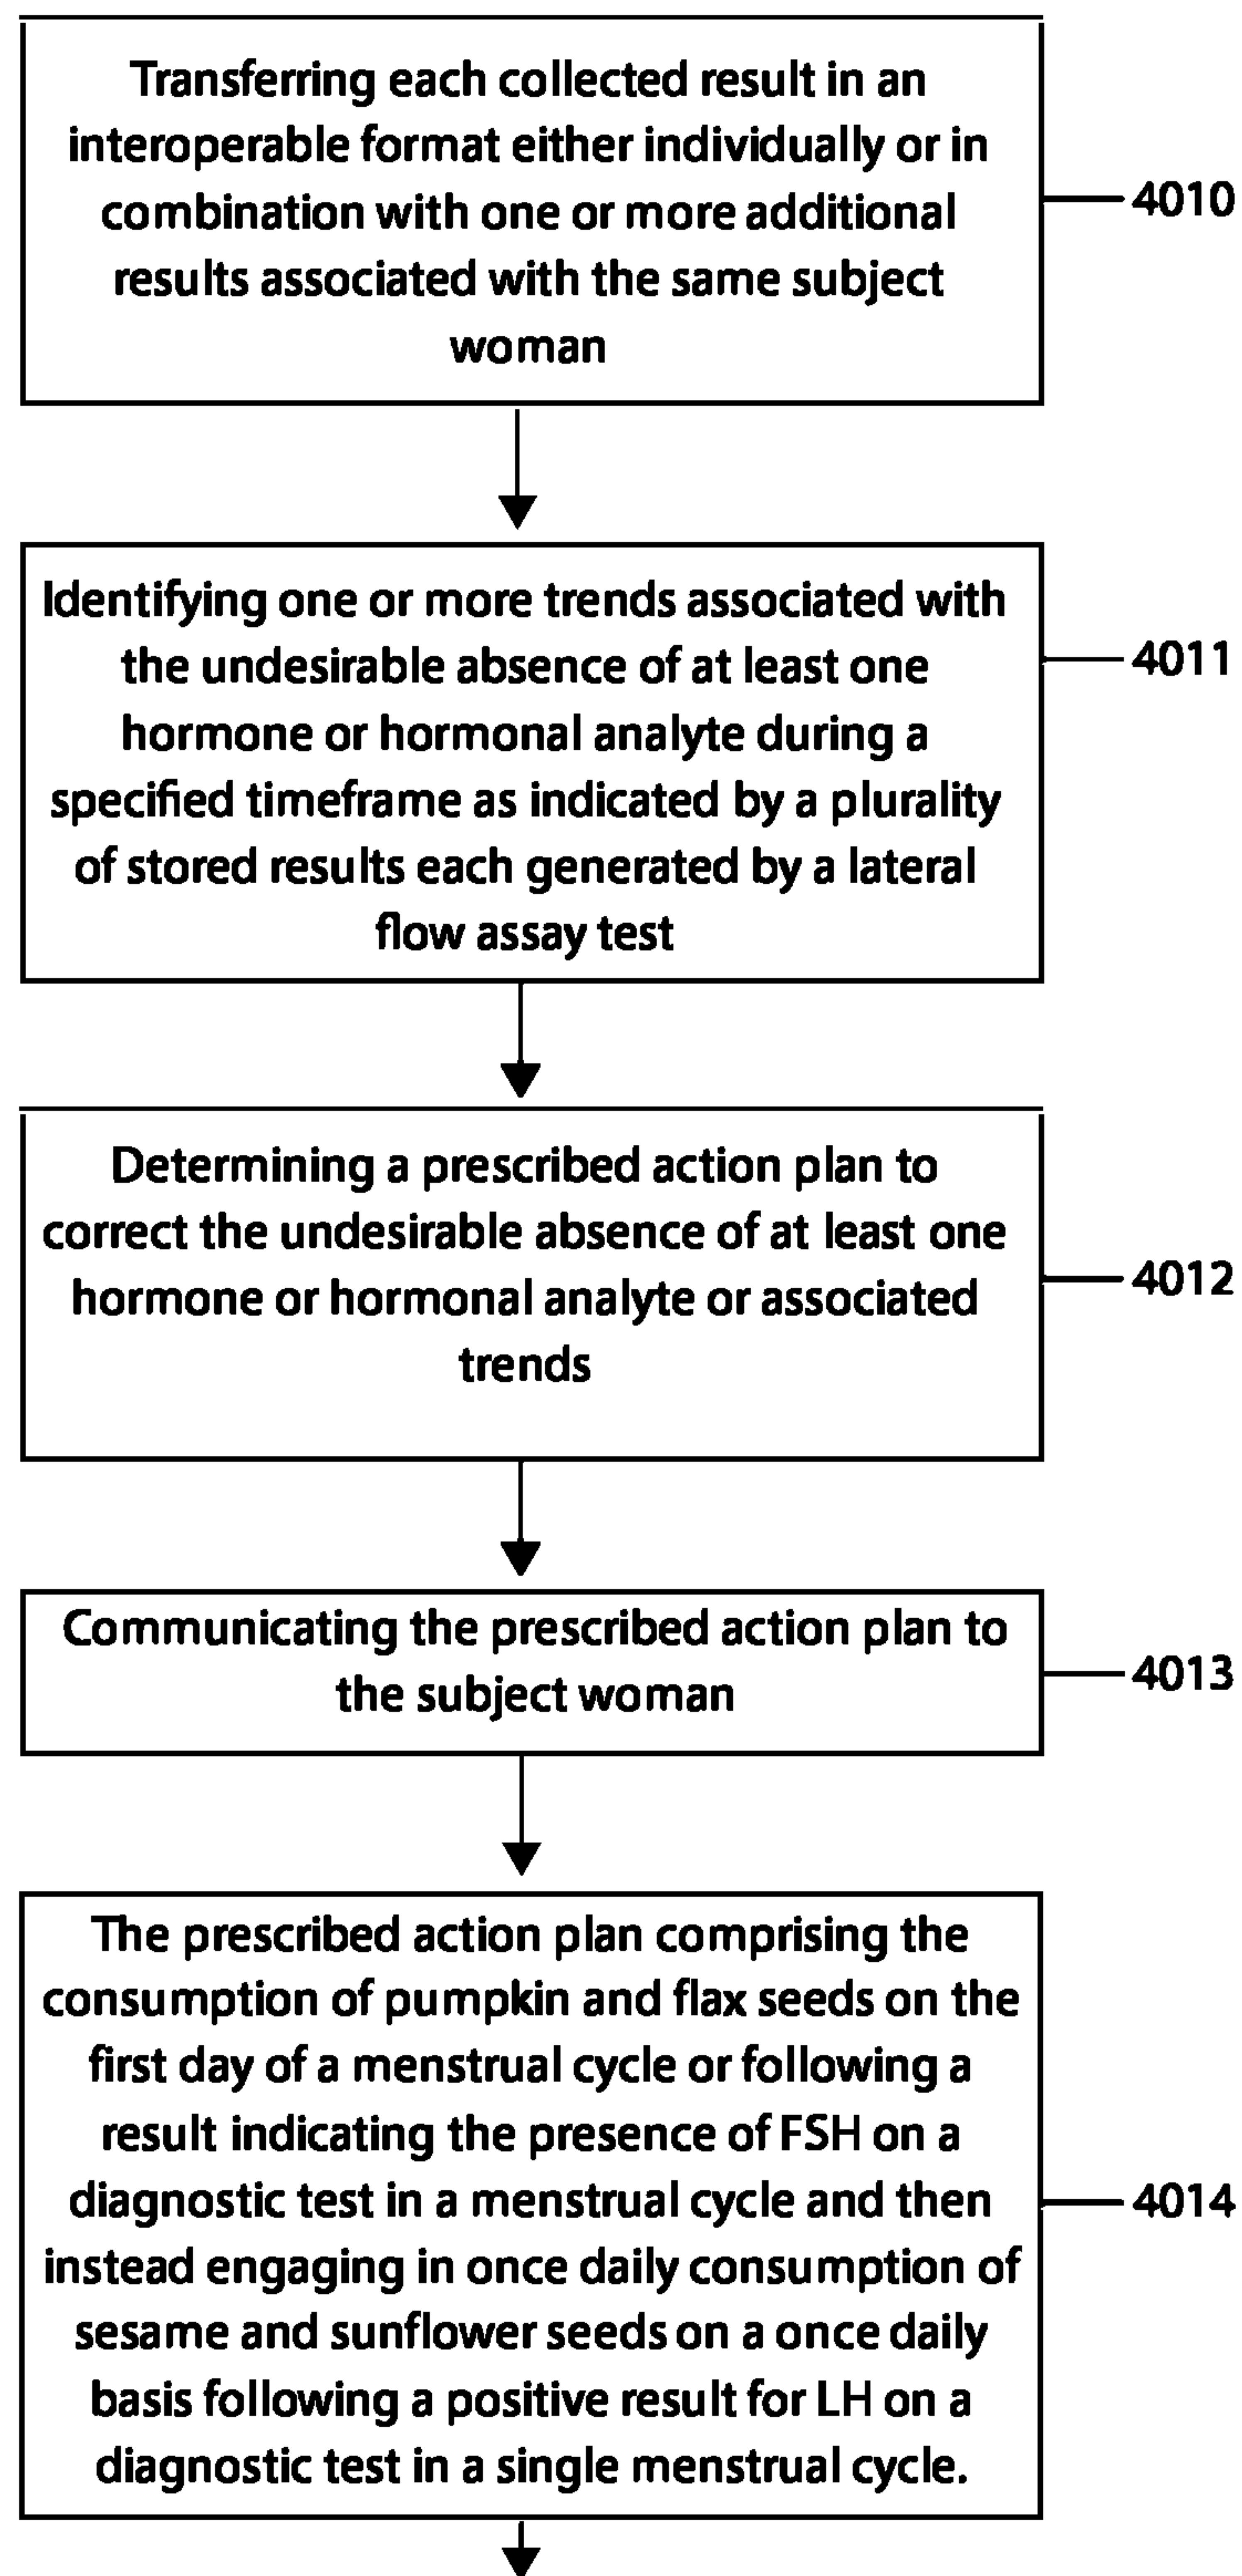 Transferring each collected result in an
interoperable format either individually or in
combination with one or more additional
results associated with the same subject
woman
4010
Identifying one or more trends associated with
the undesirable absence of at least one
hormone or hormonal analyte during a
specified timeframe as indicated by a plurality
of stored results each generated by a lateral
flow assay test
4011
Determining a prescribed action plan to
correct the undesirable absence of at least one
hormone or hormonal analyte or associated
trends
4012
Communicating the prescribed action plan to
the subject woman
4013
The prescribed action plan comprising the
consumption of pumpkin and flax seeds on the
first day of a menstrual cycle or following a
result indicating the presence of FSH on a
diagnostic test in a menstrual cycle and then
instead engaging in once daily consumption of
sesame and sunflower seeds on a once daily
basis following a positive result for LH on a
diagnostic test in a single menstrual cycle.
4014